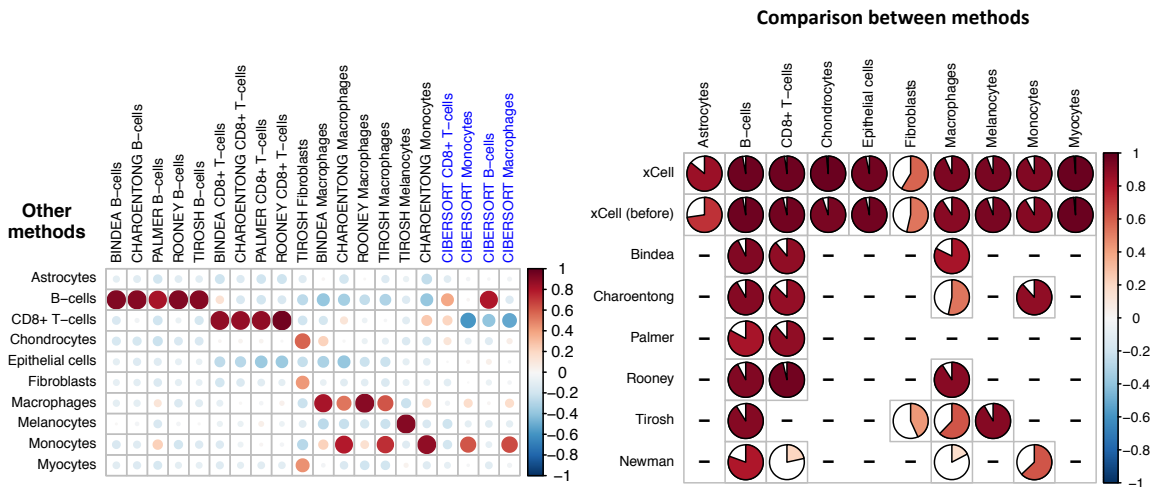 Comparison between methods
Other
methods
BINDEA B−cells
CHAROENTONG B−cells
PALMER B−cells
ROONEY B−cells
TIROSH B−cells
BINDEA CD8+ T−cells
CHAROENTONG CD8+ T−cells
PALMER CD8+ T−cells
ROONEY CD8+ T−cells
TIROSH Fibroblasts
BINDEA Macrophages
CHAROENTONG Macrophages
ROONEY Macrophages
TIROSH Macrophages
TIROSH Melanocytes
CHAROENTONG Monocytes
CIBERSORT CD8+ T−cells
CIBERSORT Monocytes
CIBERSORT B−cells
CIBERSORT Macrophages
Astrocytes
B−cells
CD8+ T−cells
Chondrocytes
Epithelial cells
Fibroblasts
Macrophages
Melanocytes
Monocytes
Myocytes
1
0.8
0.6
0.4
0.2
0
−0.2
−0.4
−0.6
−0.8
−1
Astrocytes
B−cells
CD8+ T−cells
Chondrocytes
Epithelial cells
Fibroblasts
Macrophages
Melanocytes
Monocytes
Myocytes
xCell
xCell (before)
Bindea
Charoentong
Palmer
Rooney
Tirosh
Newman
1
0.8
0.6
0.4
0.2
0
−0.2
−0.4
−0.6
−0.8
−1